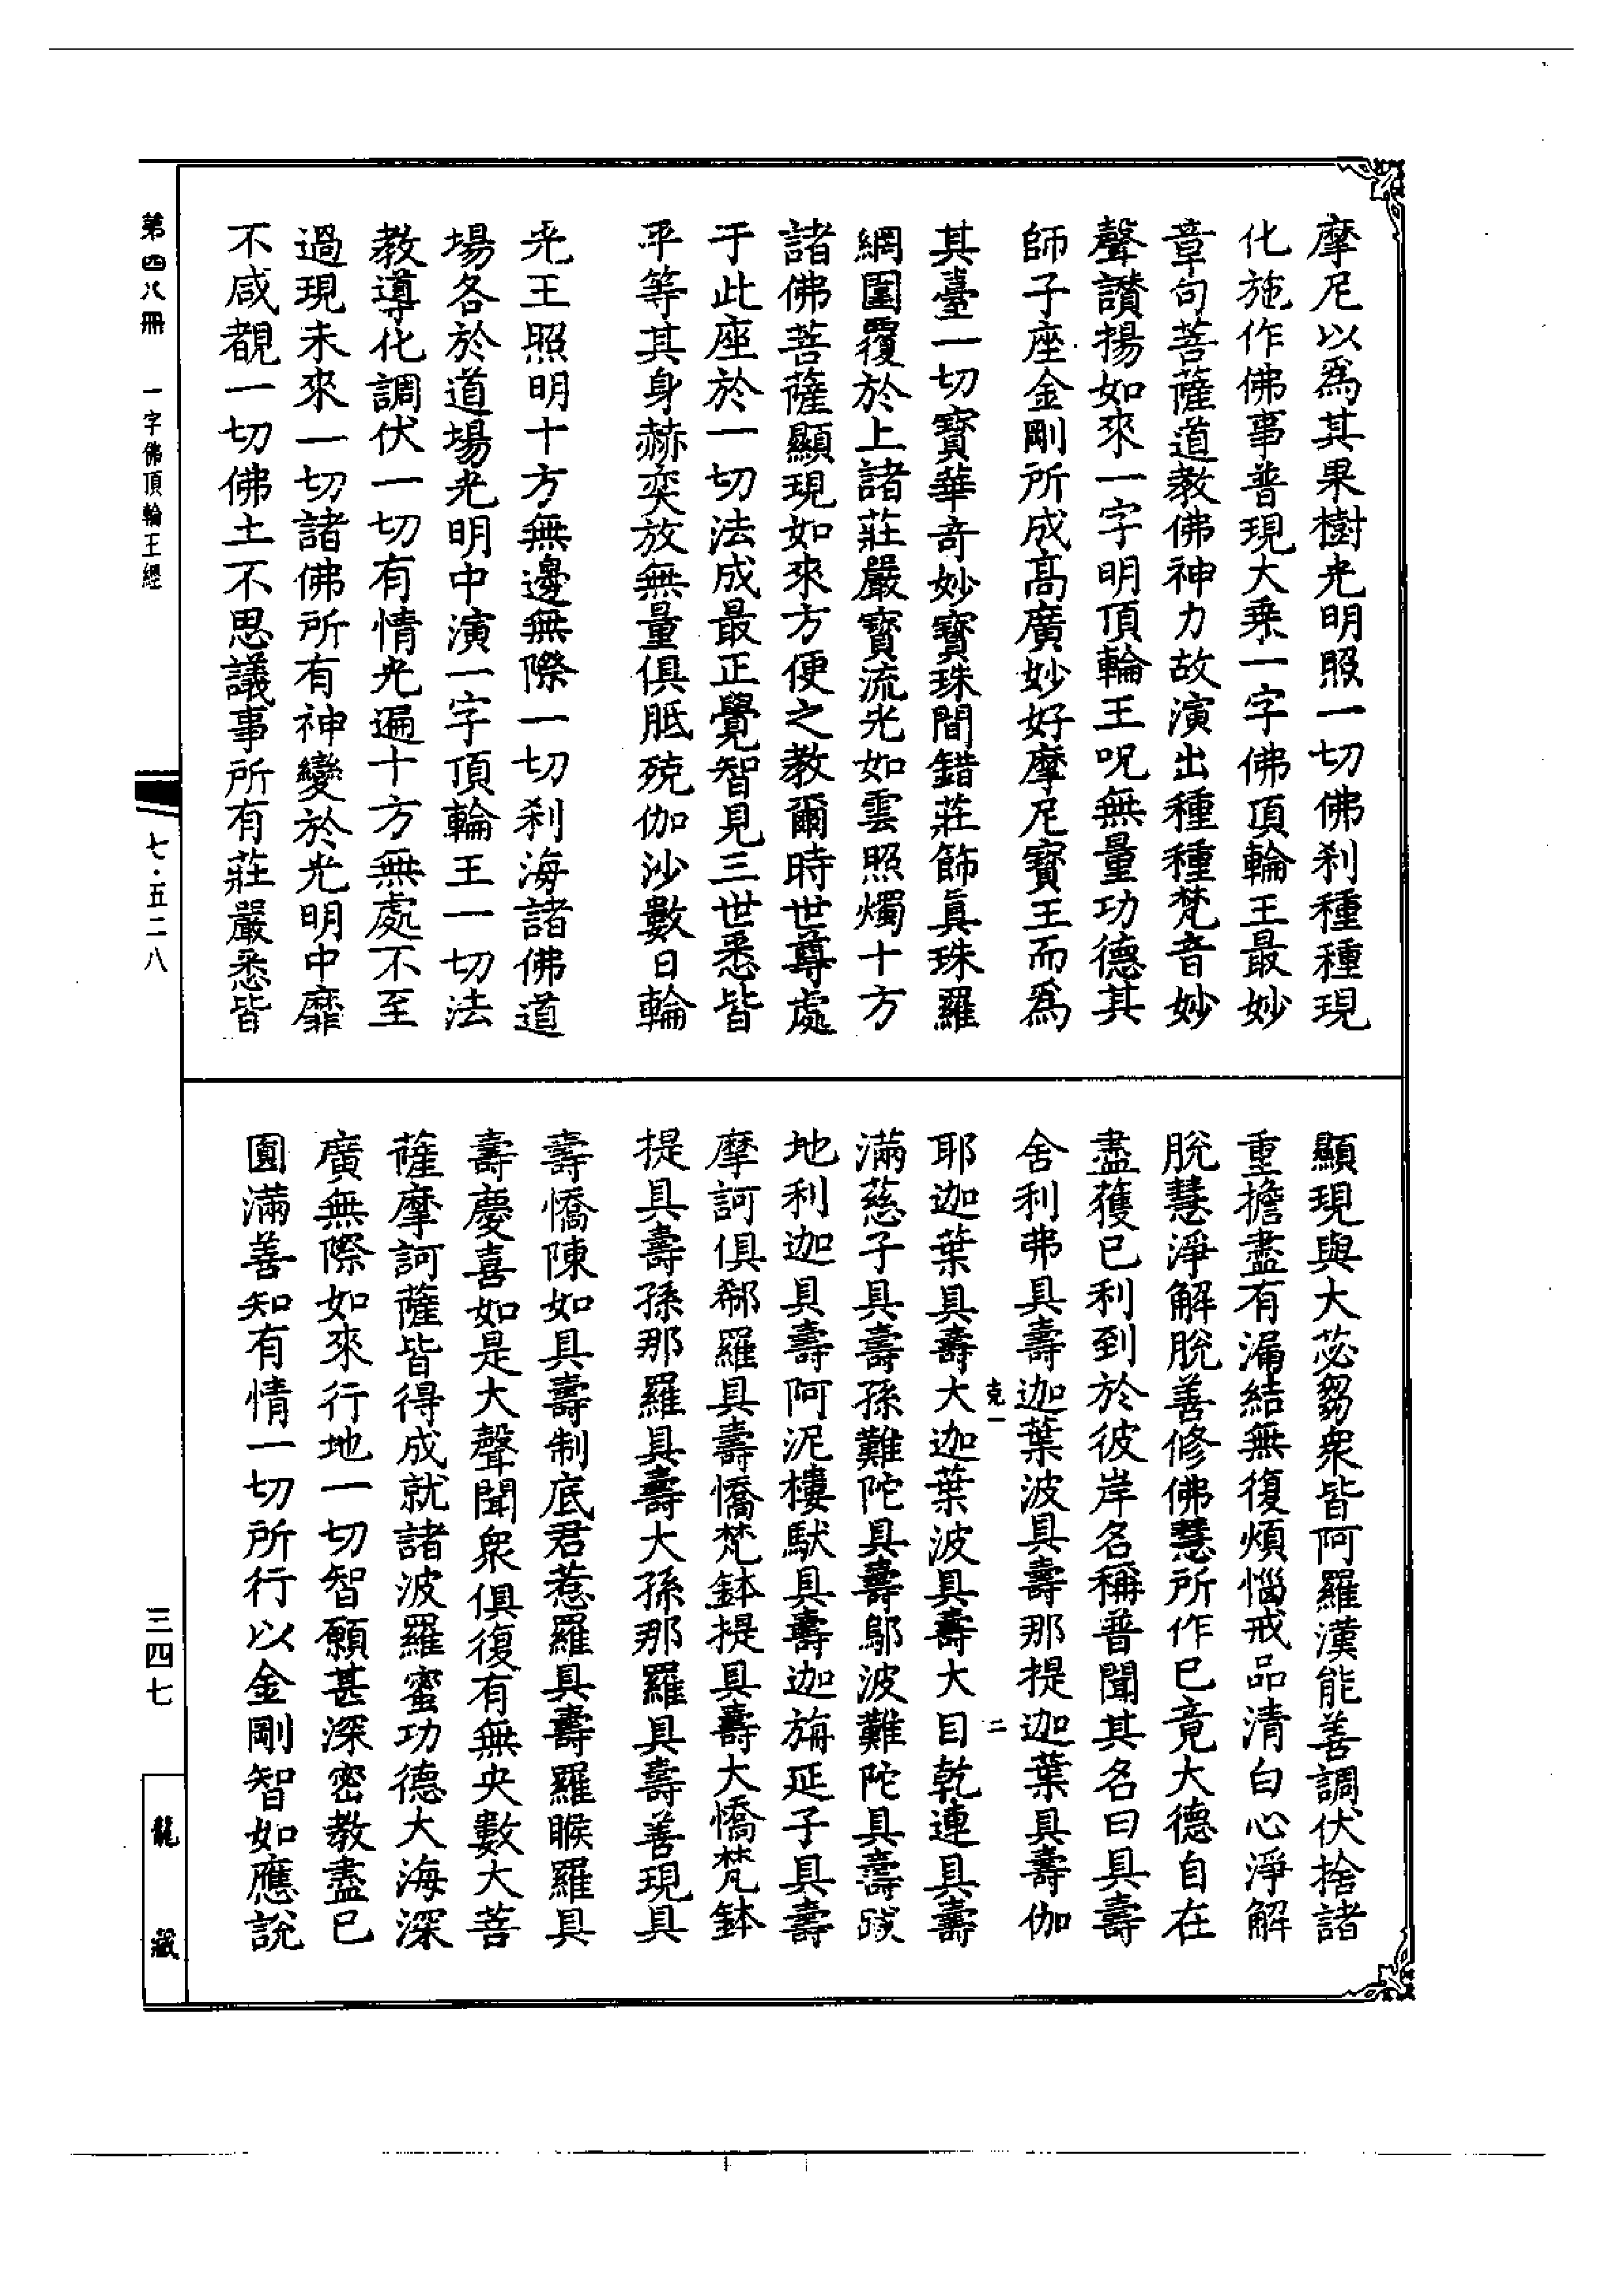 摩尼以為其果樹光明照一切佛刹種種現
化施作佛事普現大乘一字佛頂輪王最妙
章句菩薩道教佛神力故演出種種梵音妙
聲讚揚如來一字明頂輪王呪無量功德其
師子座金剛所成高廣妙好摩尼寶王而為
其臺一切寶華奇妙寶珠間錯莊飾眞珠羅
網圍覆於上諸莊嚴寶流光如雲照燭十方
諸佛菩薩顯現如來方便之教爾時世尊處
于此座於一切法成最正覺智見三世悉皆
平等其身赫奕放無量俱胝殑伽沙數日輪
光王照明十方無邊無際一切刹海諸佛道
場各於道場光明中演一字頂輪王一切法
教導化調伏一切有情光遍十方無處不至
過現未來一切諸佛所有神變於光明中靡
不咸覩一切佛土不思議事所有莊嚴悉皆
顯現與大苾芻衆皆阿羅漢能善調伏捨諸
重擔盡有漏結無復煩惱戒品清白心淨解
脫慧淨解脫善修佛慧所作已竟大德自在
盡獲已利到於彼岸名稱普聞其名曰具壽
舍利弗具壽迦葉波具壽那提迦葉具壽伽
克一
二
耶迦葉具壽大迦葉波具壽大目乾連具壽
滿慈子具壽孫難陀具壽鄔波難陀具壽
地利迦具壽阿泥樓馱具壽迦旃延子具壽
摩訶俱郗羅具壽憍梵鉢提具壽大憍梵鉢
提具壽孫那羅具壽大孫那羅具壽善現具
壽憍陳如具壽制底君惹羅具壽羅睺羅具
壽慶喜如是大聲聞衆俱復有無央數大菩
薩摩訶薩皆得成就諸波羅蜜功德大海深
廣無際如來行地一切智願甚深密教盡已
圓滿善知有情一切所行以金剛智如應說
第四八冊
一字佛頂輪王經
七·五二八
三四七
龍藏